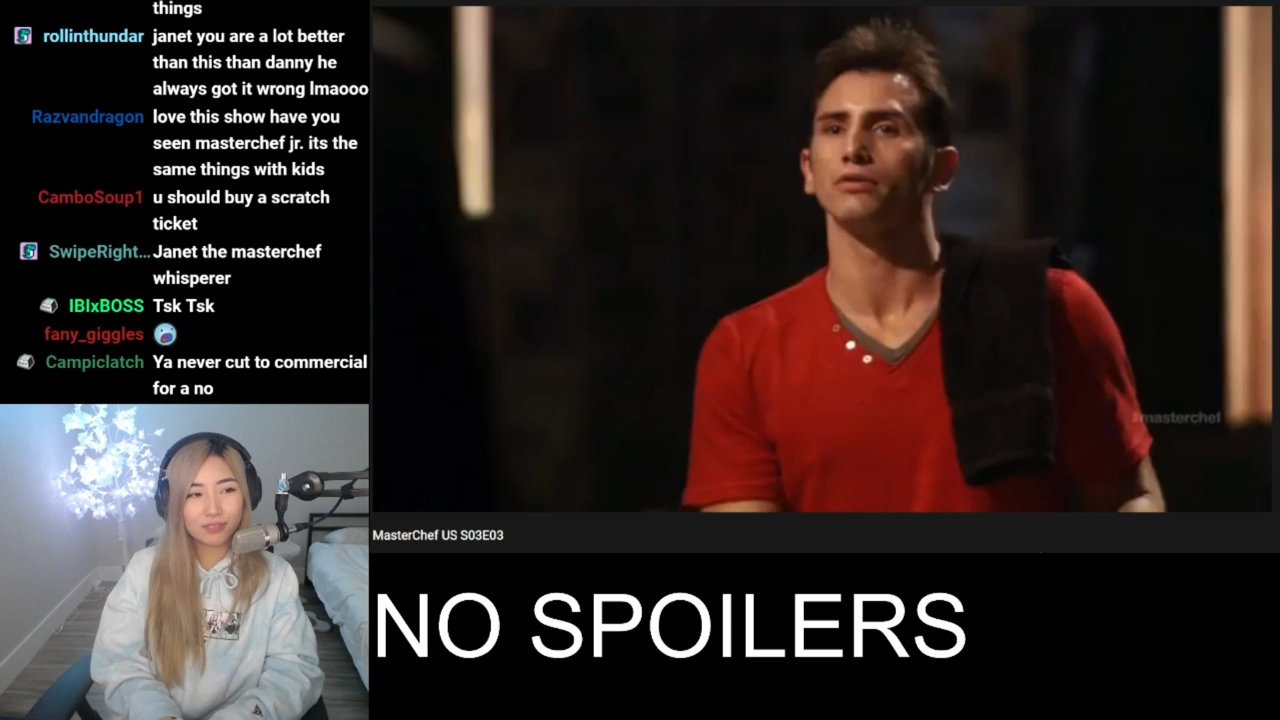 things
rollinthundar janet you are a lot better
than this than danny he
always got it wrong lmaooo
Razvandragon love this show have you
seen masterchef jr. its the
same things with kids
CamboSoup1 u should buy a scratch
ticket
SwipeRight... Janet the masterchef
whisperer
IBIxBOSS Tsk Tsk
fany_giggles
Campiclatch Ya never cut to commercial
for a no
#masterchef
MasterChef US S03E03
NO SPOILERS